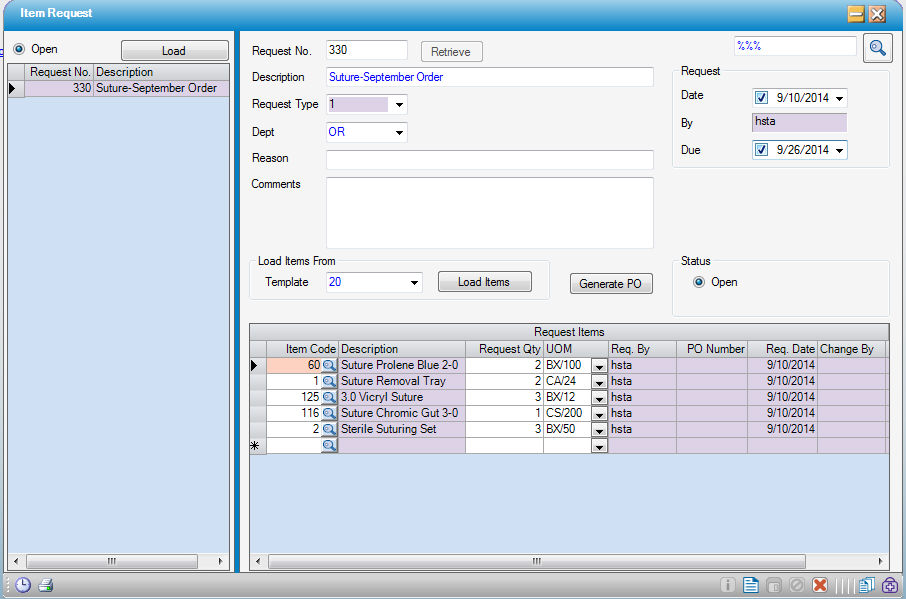 Item Request
Open Load
Request No. Description
330 Suture-September Order
Request No. 330 Retrieve %%%
Description Suture-September Order
Request Type 1
Dept OR
Reason
Comments
Request
Date 9/10/2014
By hsta
Due 9/26/2014
Load Items From
Template 20 Load Items Generate PO
Status
Open
Request Items
Item Code Description Request Qty UOM Req. By PO Number Req. Date Change By
60 Suture Prolene Blue 2-0 2 BX/100 hsta 9/10/2014
1 Suture Removal Tray 2 CA/24 hsta 9/10/2014
125 3.0 Vicryl Suture 3 BX/12 hsta 9/10/2014
116 Suture Chromic Gut 3-0 1 CS/200 hsta 9/10/2014
2 Sterile Suturing Set 3 BX/50 hsta 9/10/2014